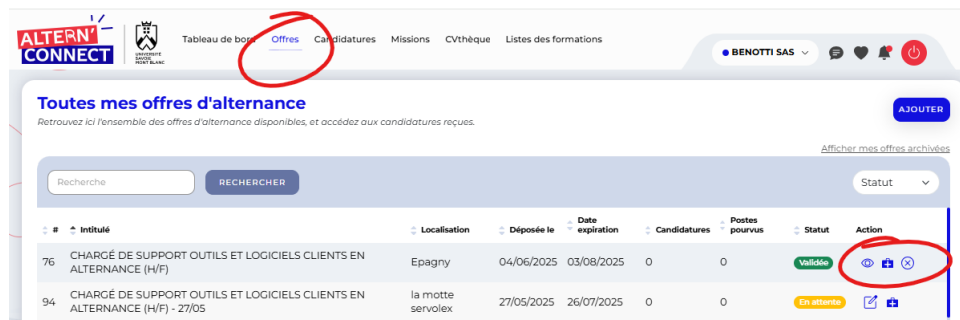 ALTERN'
CONNECT
UNIVERSITÉ
SAVOIE
MONT BLANC
Tableau de bord Offres Candidatures Missions CVthèque Listes des formations
BENOTTI SAS
Toutes mes offres d'alternance
AJOUTER
Retrouvez ici l'ensemble des offres d'alternance disponibles, et accédez aux candidatures reçues.
Afficher mes offres archivées
Recherche RECHERCHER Statut
# Intitulé Localisation Déposée le Date expiration Candidatures Postes pourvus Statut Action
76 CHARGÉ DE SUPPORT OUTILS ET LOGICIELS CLIENTS EN Epagny 04/06/2025 03/08/2025 0 0 Validée
ALTERNANCE (H/F)
94 CHARGÉ DE SUPPORT OUTILS ET LOGICIELS CLIENTS EN la motte 27/05/2025 26/07/2025 0 0 En attente
ALTERNANCE (H/F) - 27/05 servolex